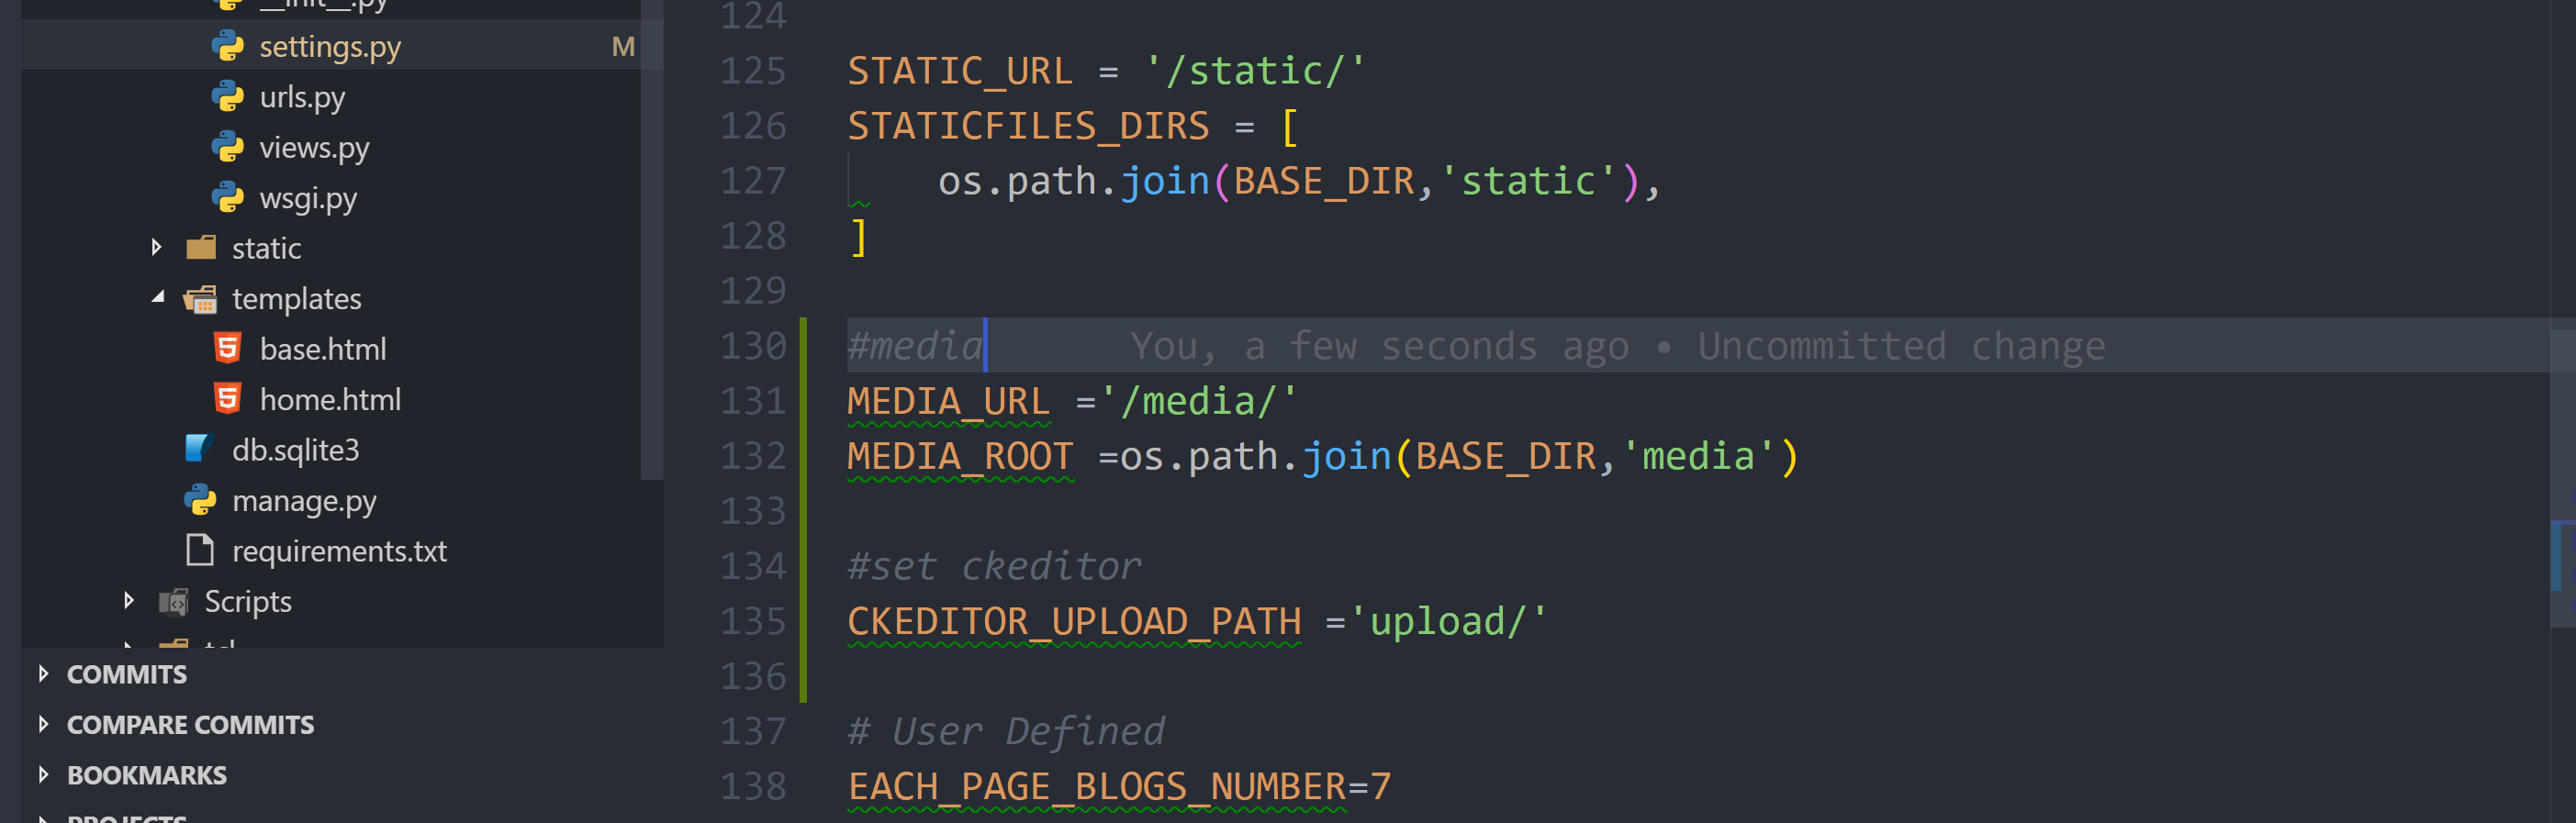 __init__.py
settings.py M
urls.py
views.py
wsgi.py
static
templates
base.html
home.html
db.sqlite3
manage.py
requirements.txt
Scripts
COMMITS
COMPARE COMMITS
BOOKMARKS
PROJECTS
124
125 STATIC_URL = '/static/'
126 STATICFILES_DIRS = [
127 os.path.join(BASE_DIR,'static'),
128 ]
129
130 #media You, a few seconds ago • Uncommitted change
131 MEDIA_URL ='/media/'
132 MEDIA_ROOT =os.path.join(BASE_DIR,'media')
133
134 #set ckeditor
135 CKEDITOR_UPLOAD_PATH ='upload/'
136
137 # User Defined
138 EACH_PAGE_BLOGS_NUMBER=7